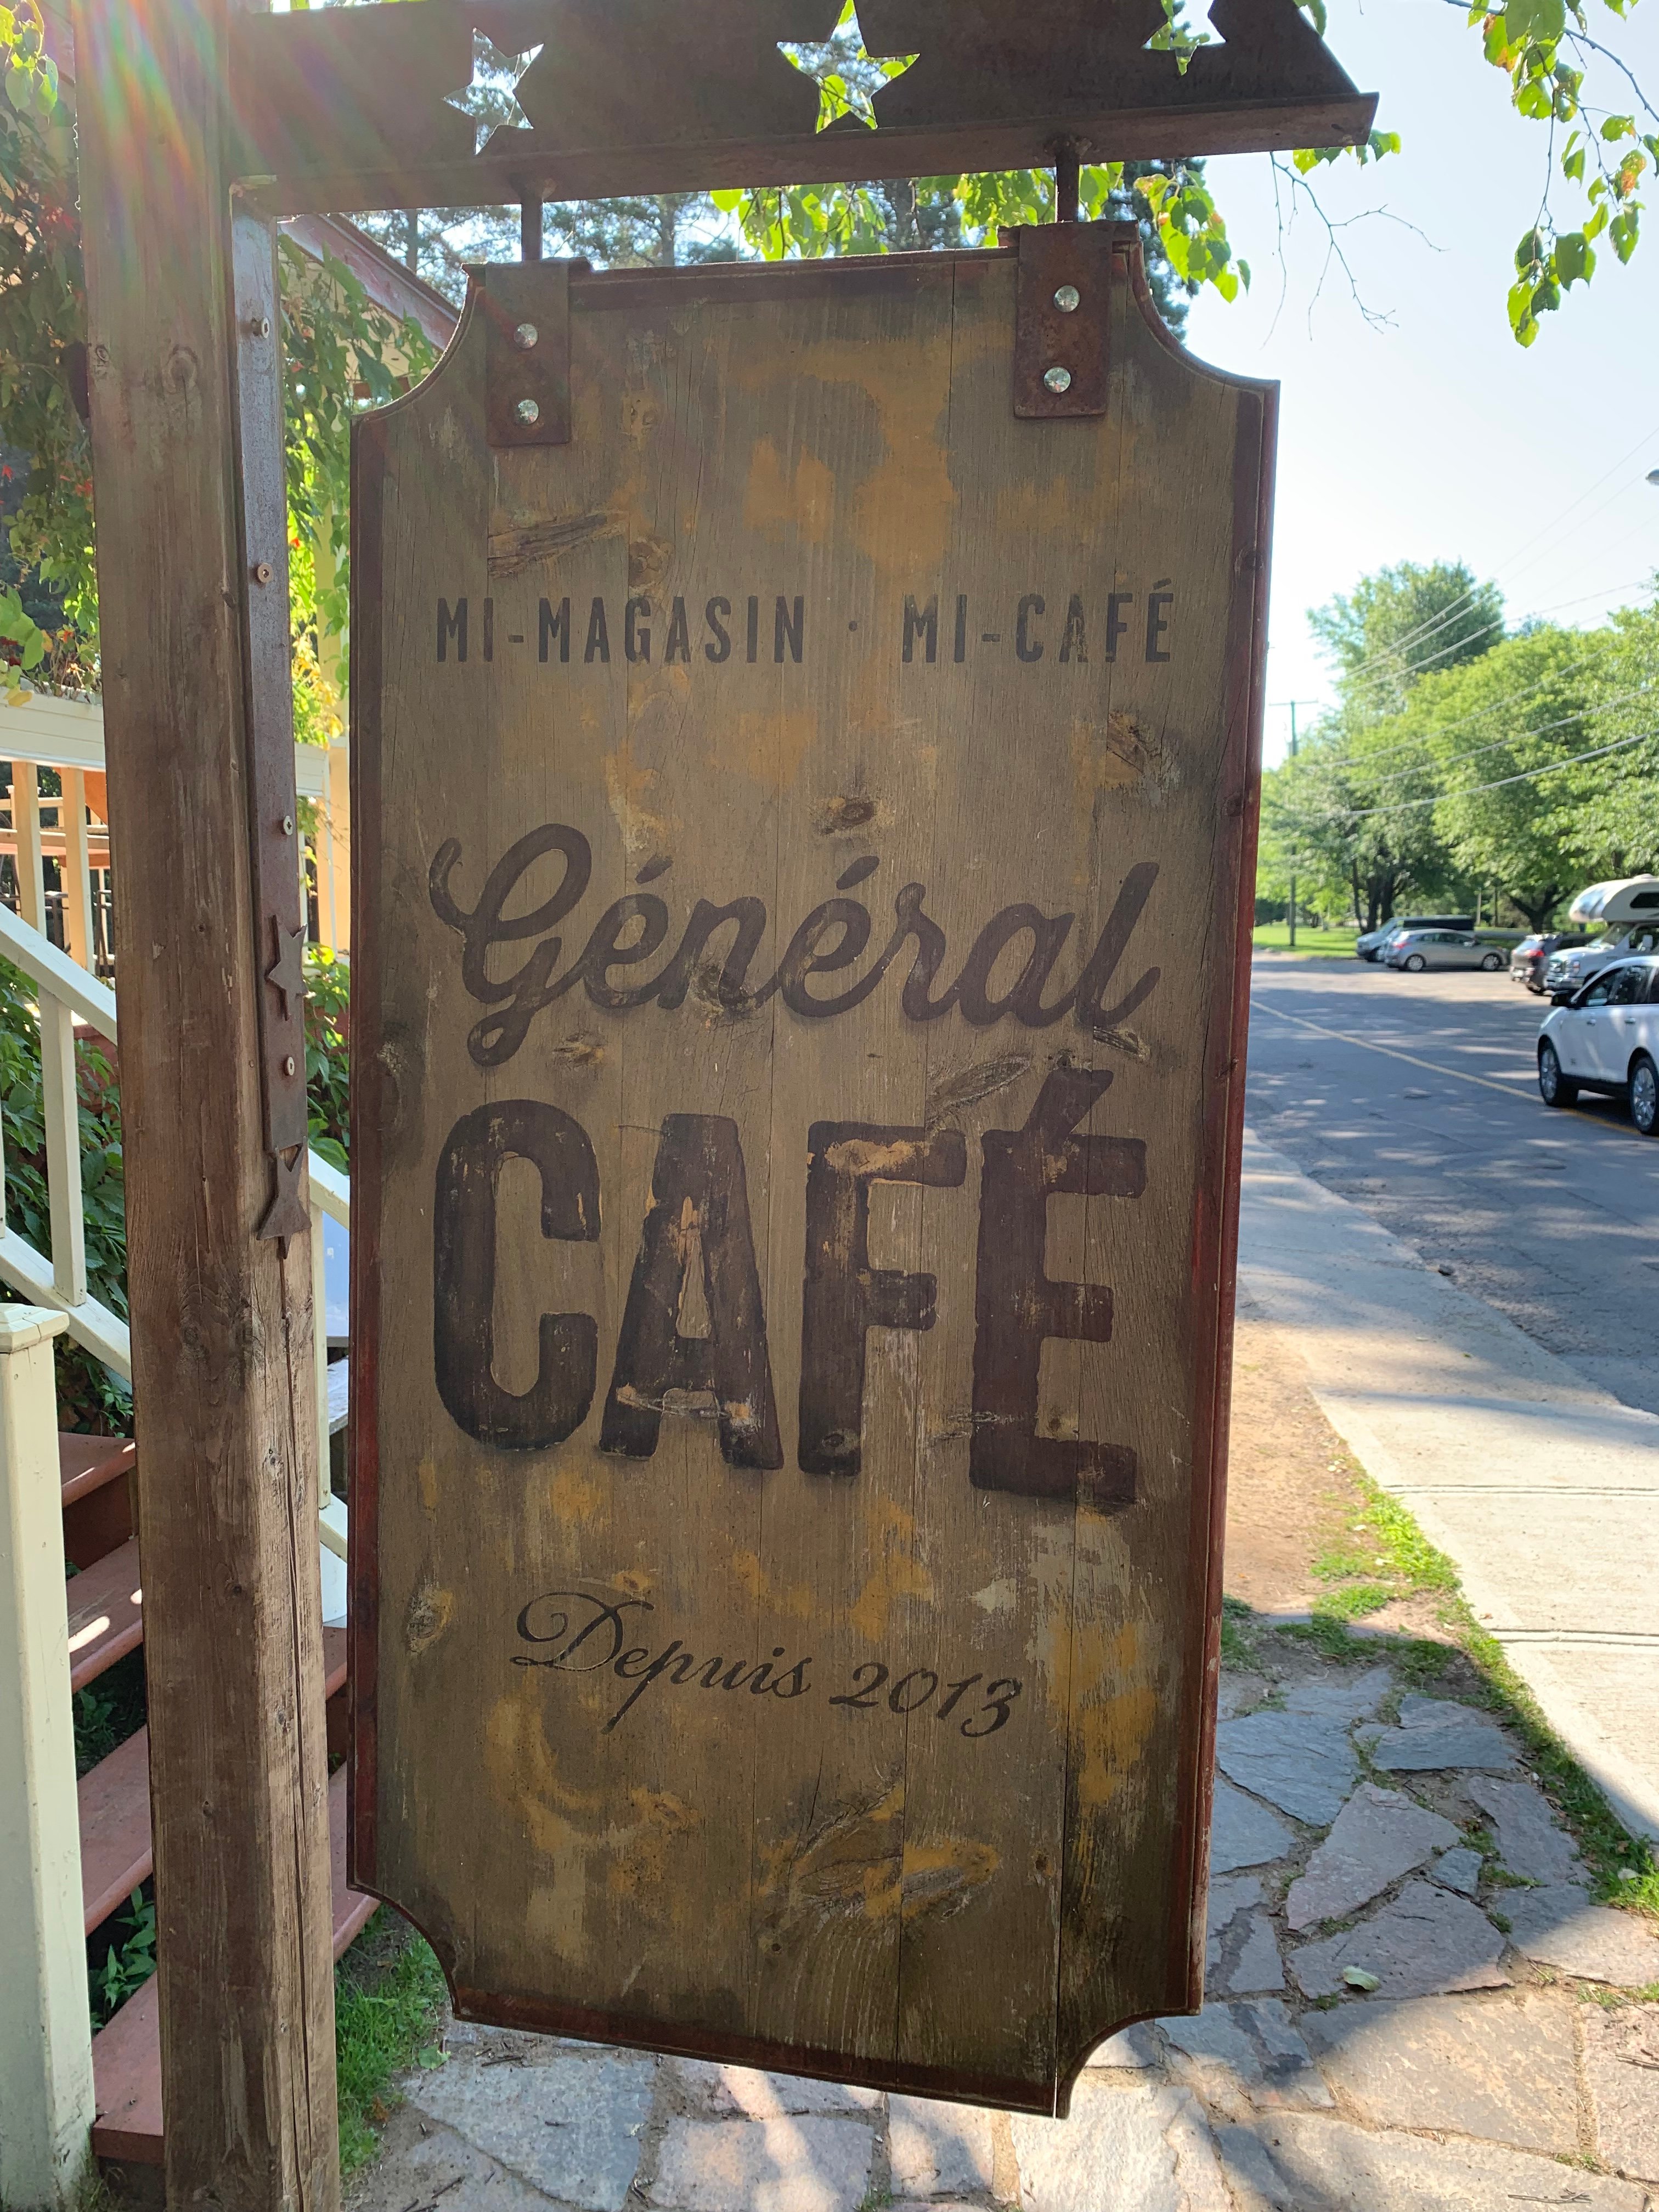 MI-MAGASIN · MI-CAFÉ
Général
CAFÉ
Depuis 2013